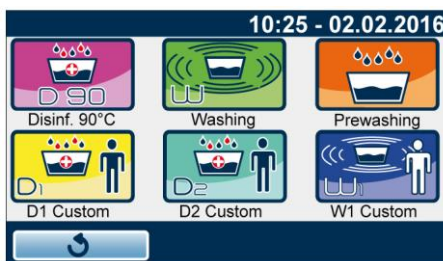 10:25 - 02.02.2016
D 90
W
Disinf. 90°C
Washing
Prewashing
D1
D2
W1
D1 Custom
D2 Custom
W1 Custom